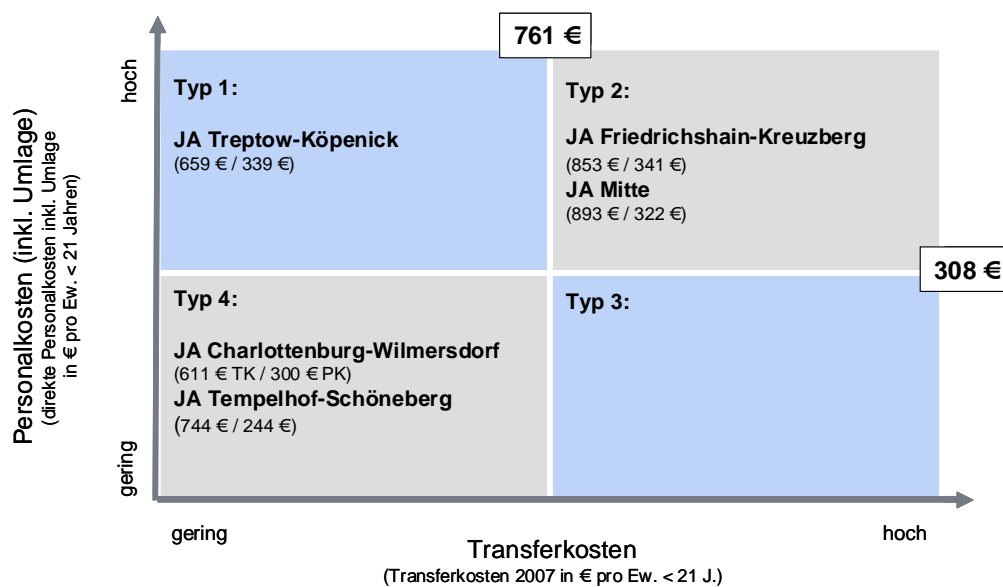 761 €
Typ 1:
JA Treptow-Köpenick
(659 € / 339 €)
Typ 2:
JA Friedrichshain-Kreuzberg
(853 € / 341 €)
JA Mitte
(893 € / 322 €)
308 €
Typ 4:
JA Charlottenburg-Wilmersdorf
(611 € TK / 300 € PK)
JA Tempelhof-Schöneberg
(744 € / 244 €)
Typ 3:
hoch
gering
Personalkosten (inkl. Umlage)
(direkte Personalkosten inkl. Umlage
in € pro Ew. < 21 Jahren)
gering
hoch
Transferkosten
(Transferkosten 2007 in € pro Ew. < 21 J.)